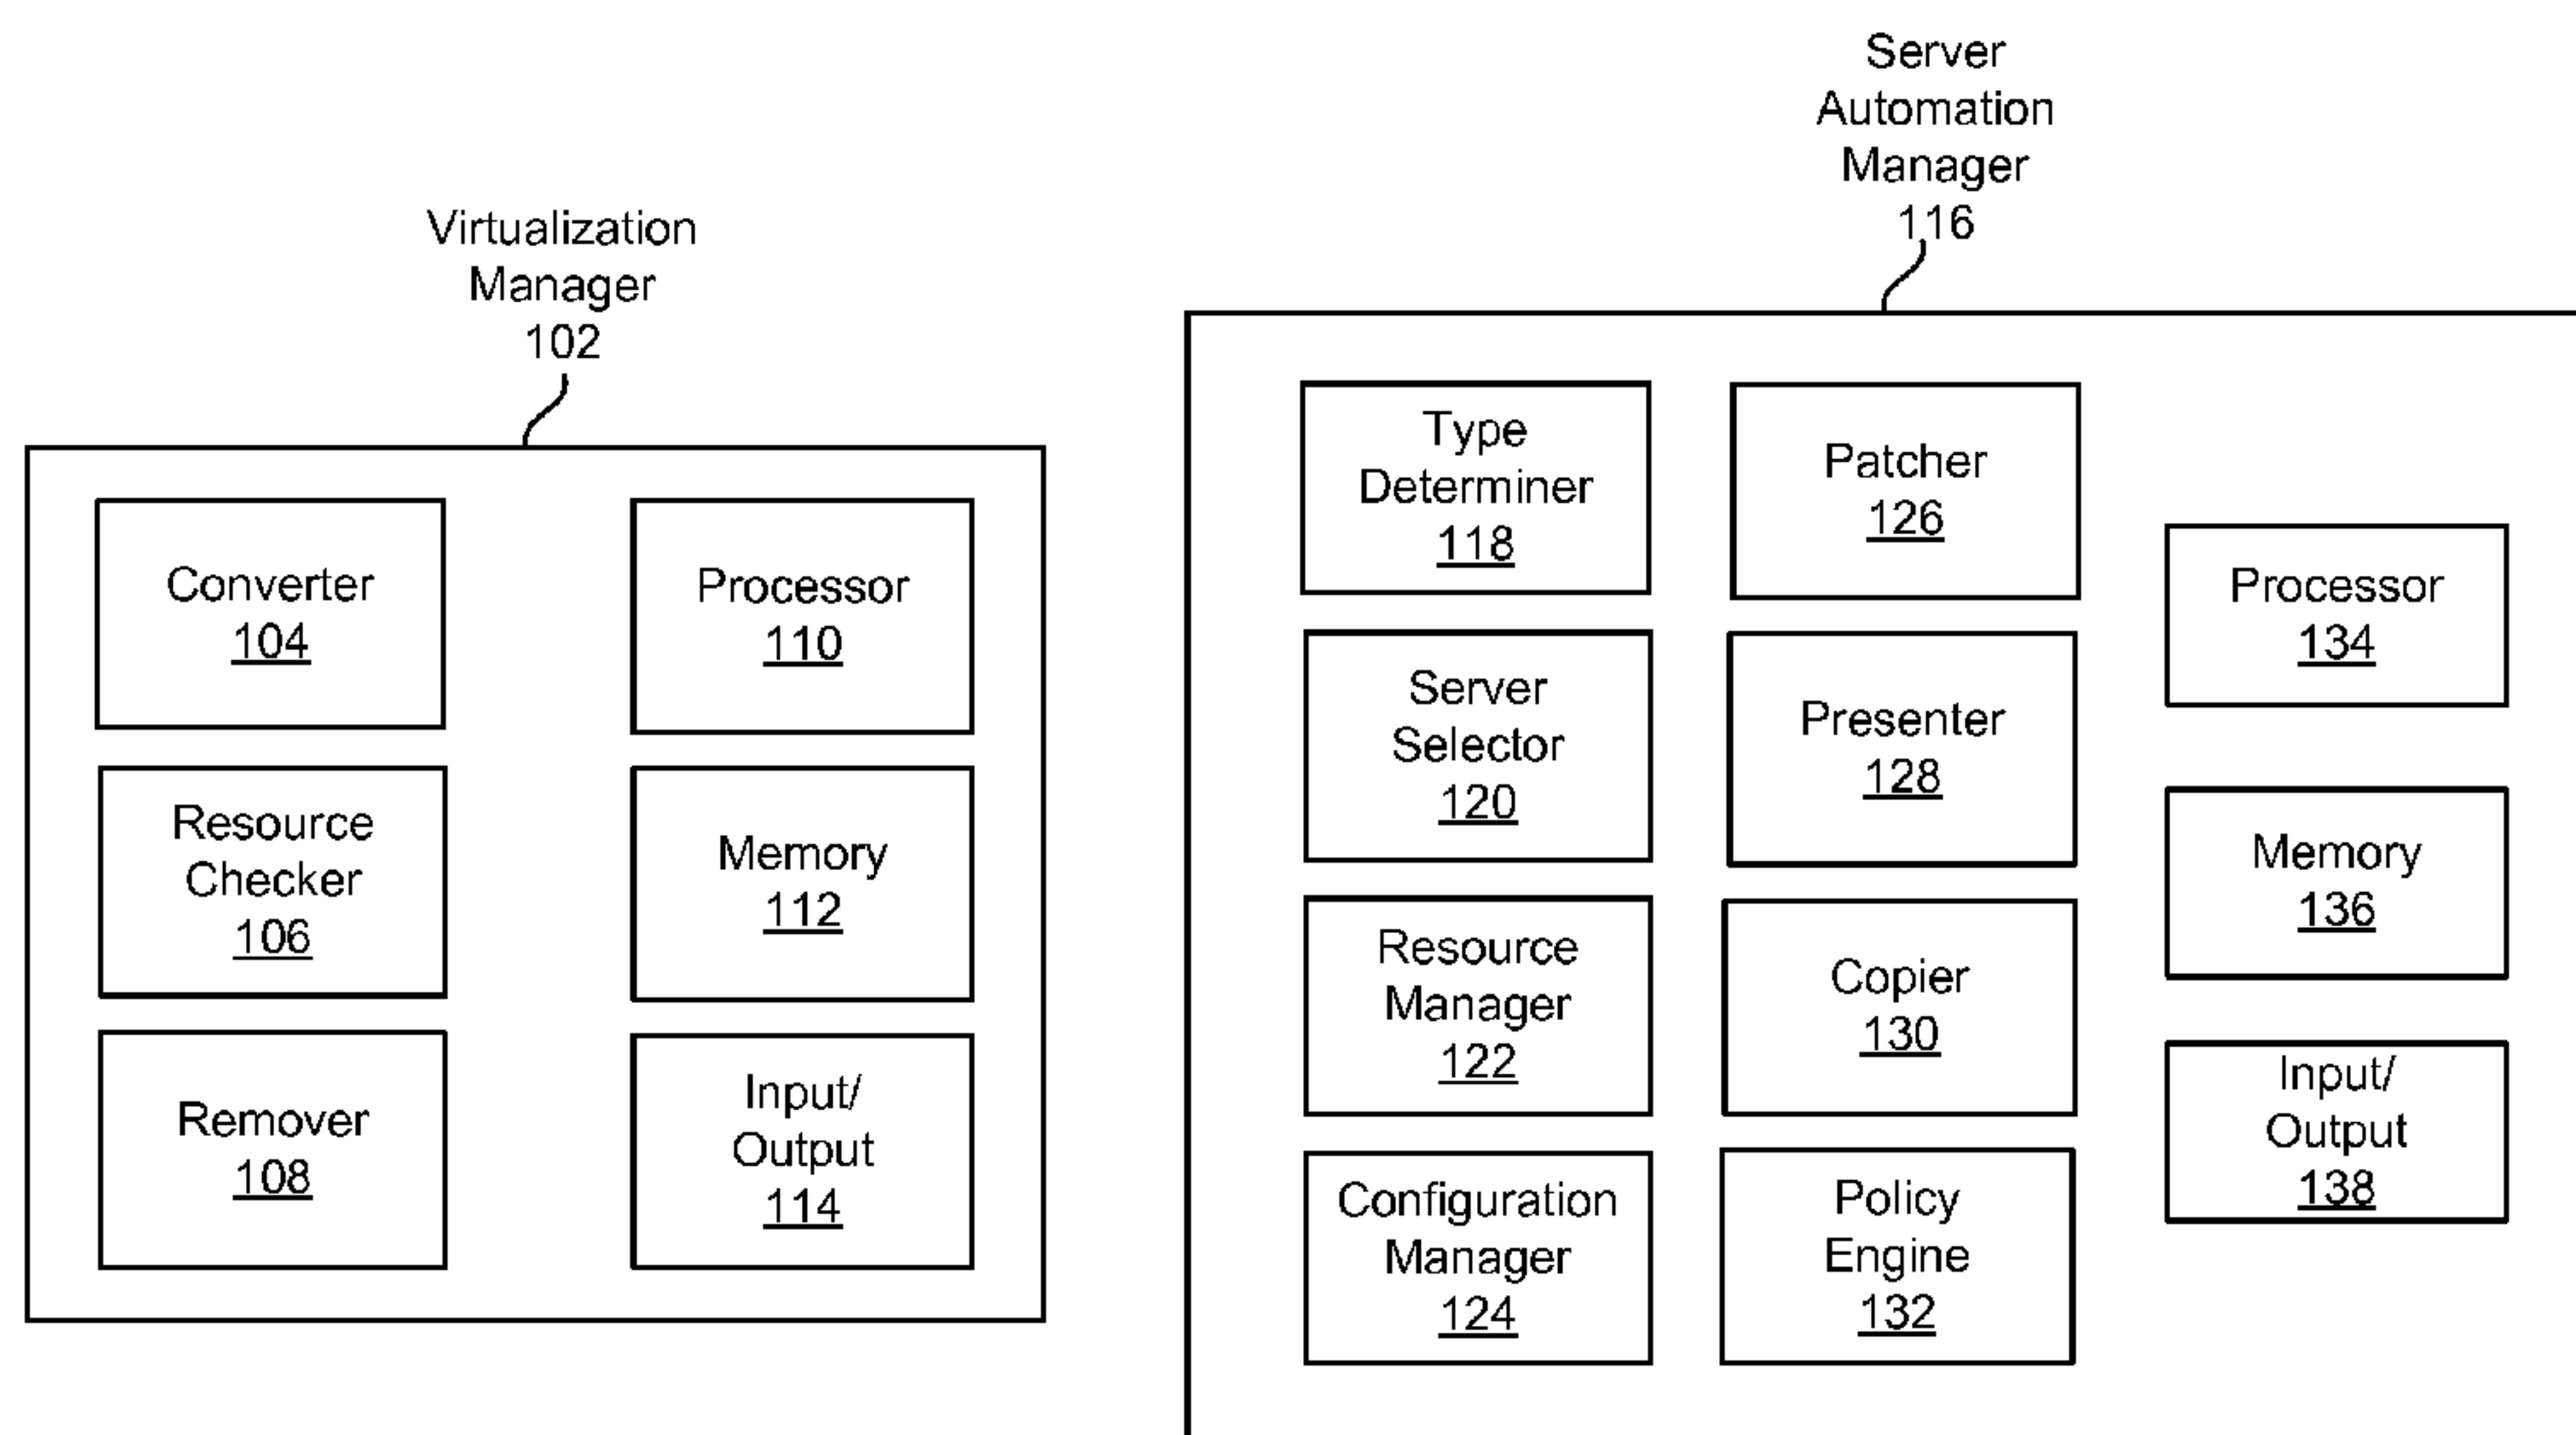 Virtualization
Manager
102
Converter
104
Resource
Checker
106
Remover
108
Processor
110
Memory
112
Input/
Output
114
Server
Automation
Manager
116
Type
Determiner
118
Server
Selector
120
Resource
Manager
122
Configuration
Manager
124
Patcher
126
Presenter
128
Copier
130
Policy
Engine
132
Processor
134
Memory
136
Input/
Output
138